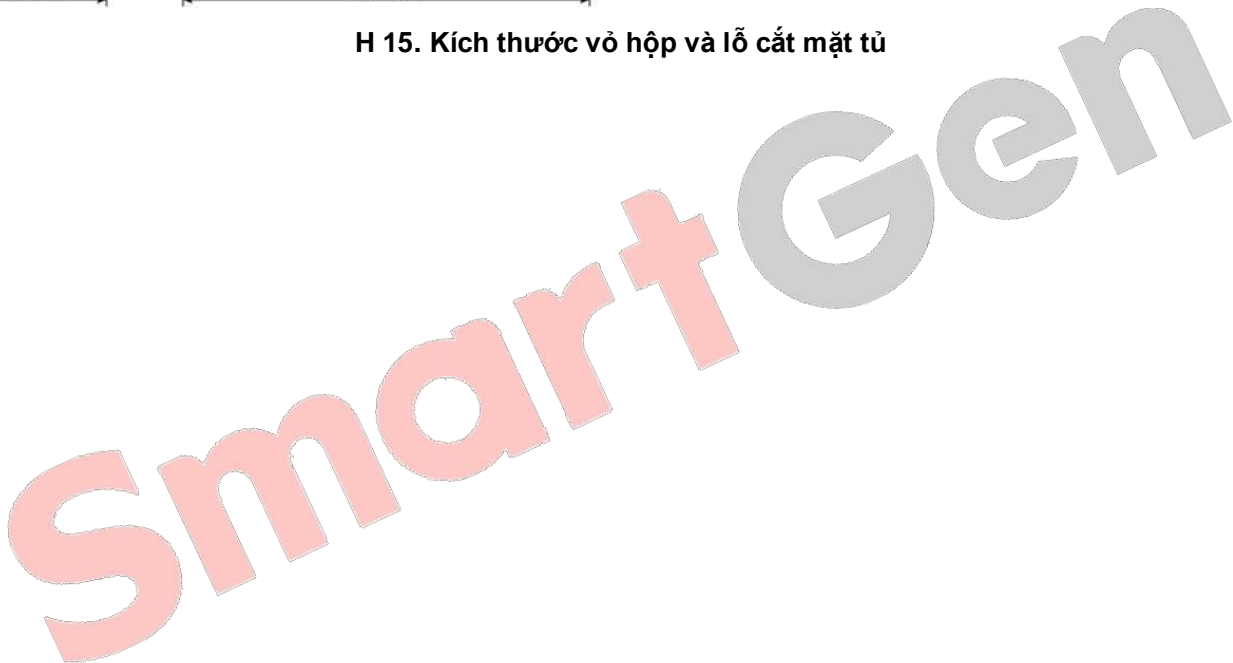 H 15. Kích thước vỏ hộp và lỗ cắt mặt tủ
SmartGen